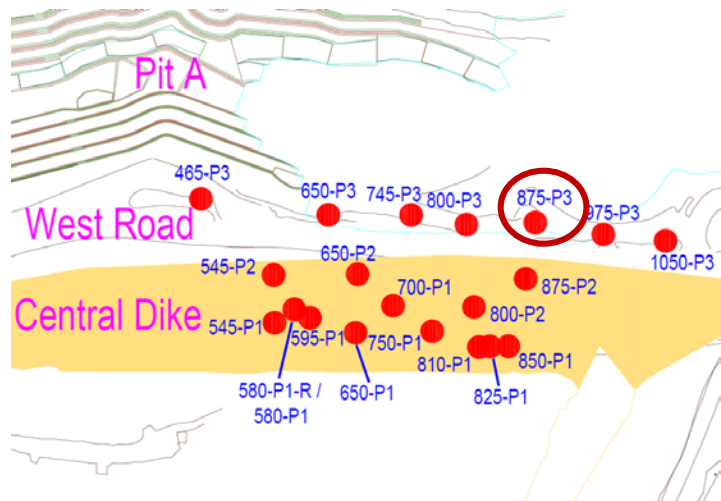 Pit A
465-P3
650-P3
745-P3
800-P3
875-P3
975-P3
1050-P3
West Road
545-P2
650-P2
700-P1
875-P2
800-P2
Central Dike
545-P1
595-P1
750-P1
810-P1
850-P1
580-P1-R /
580-P1
650-P1
825-P1